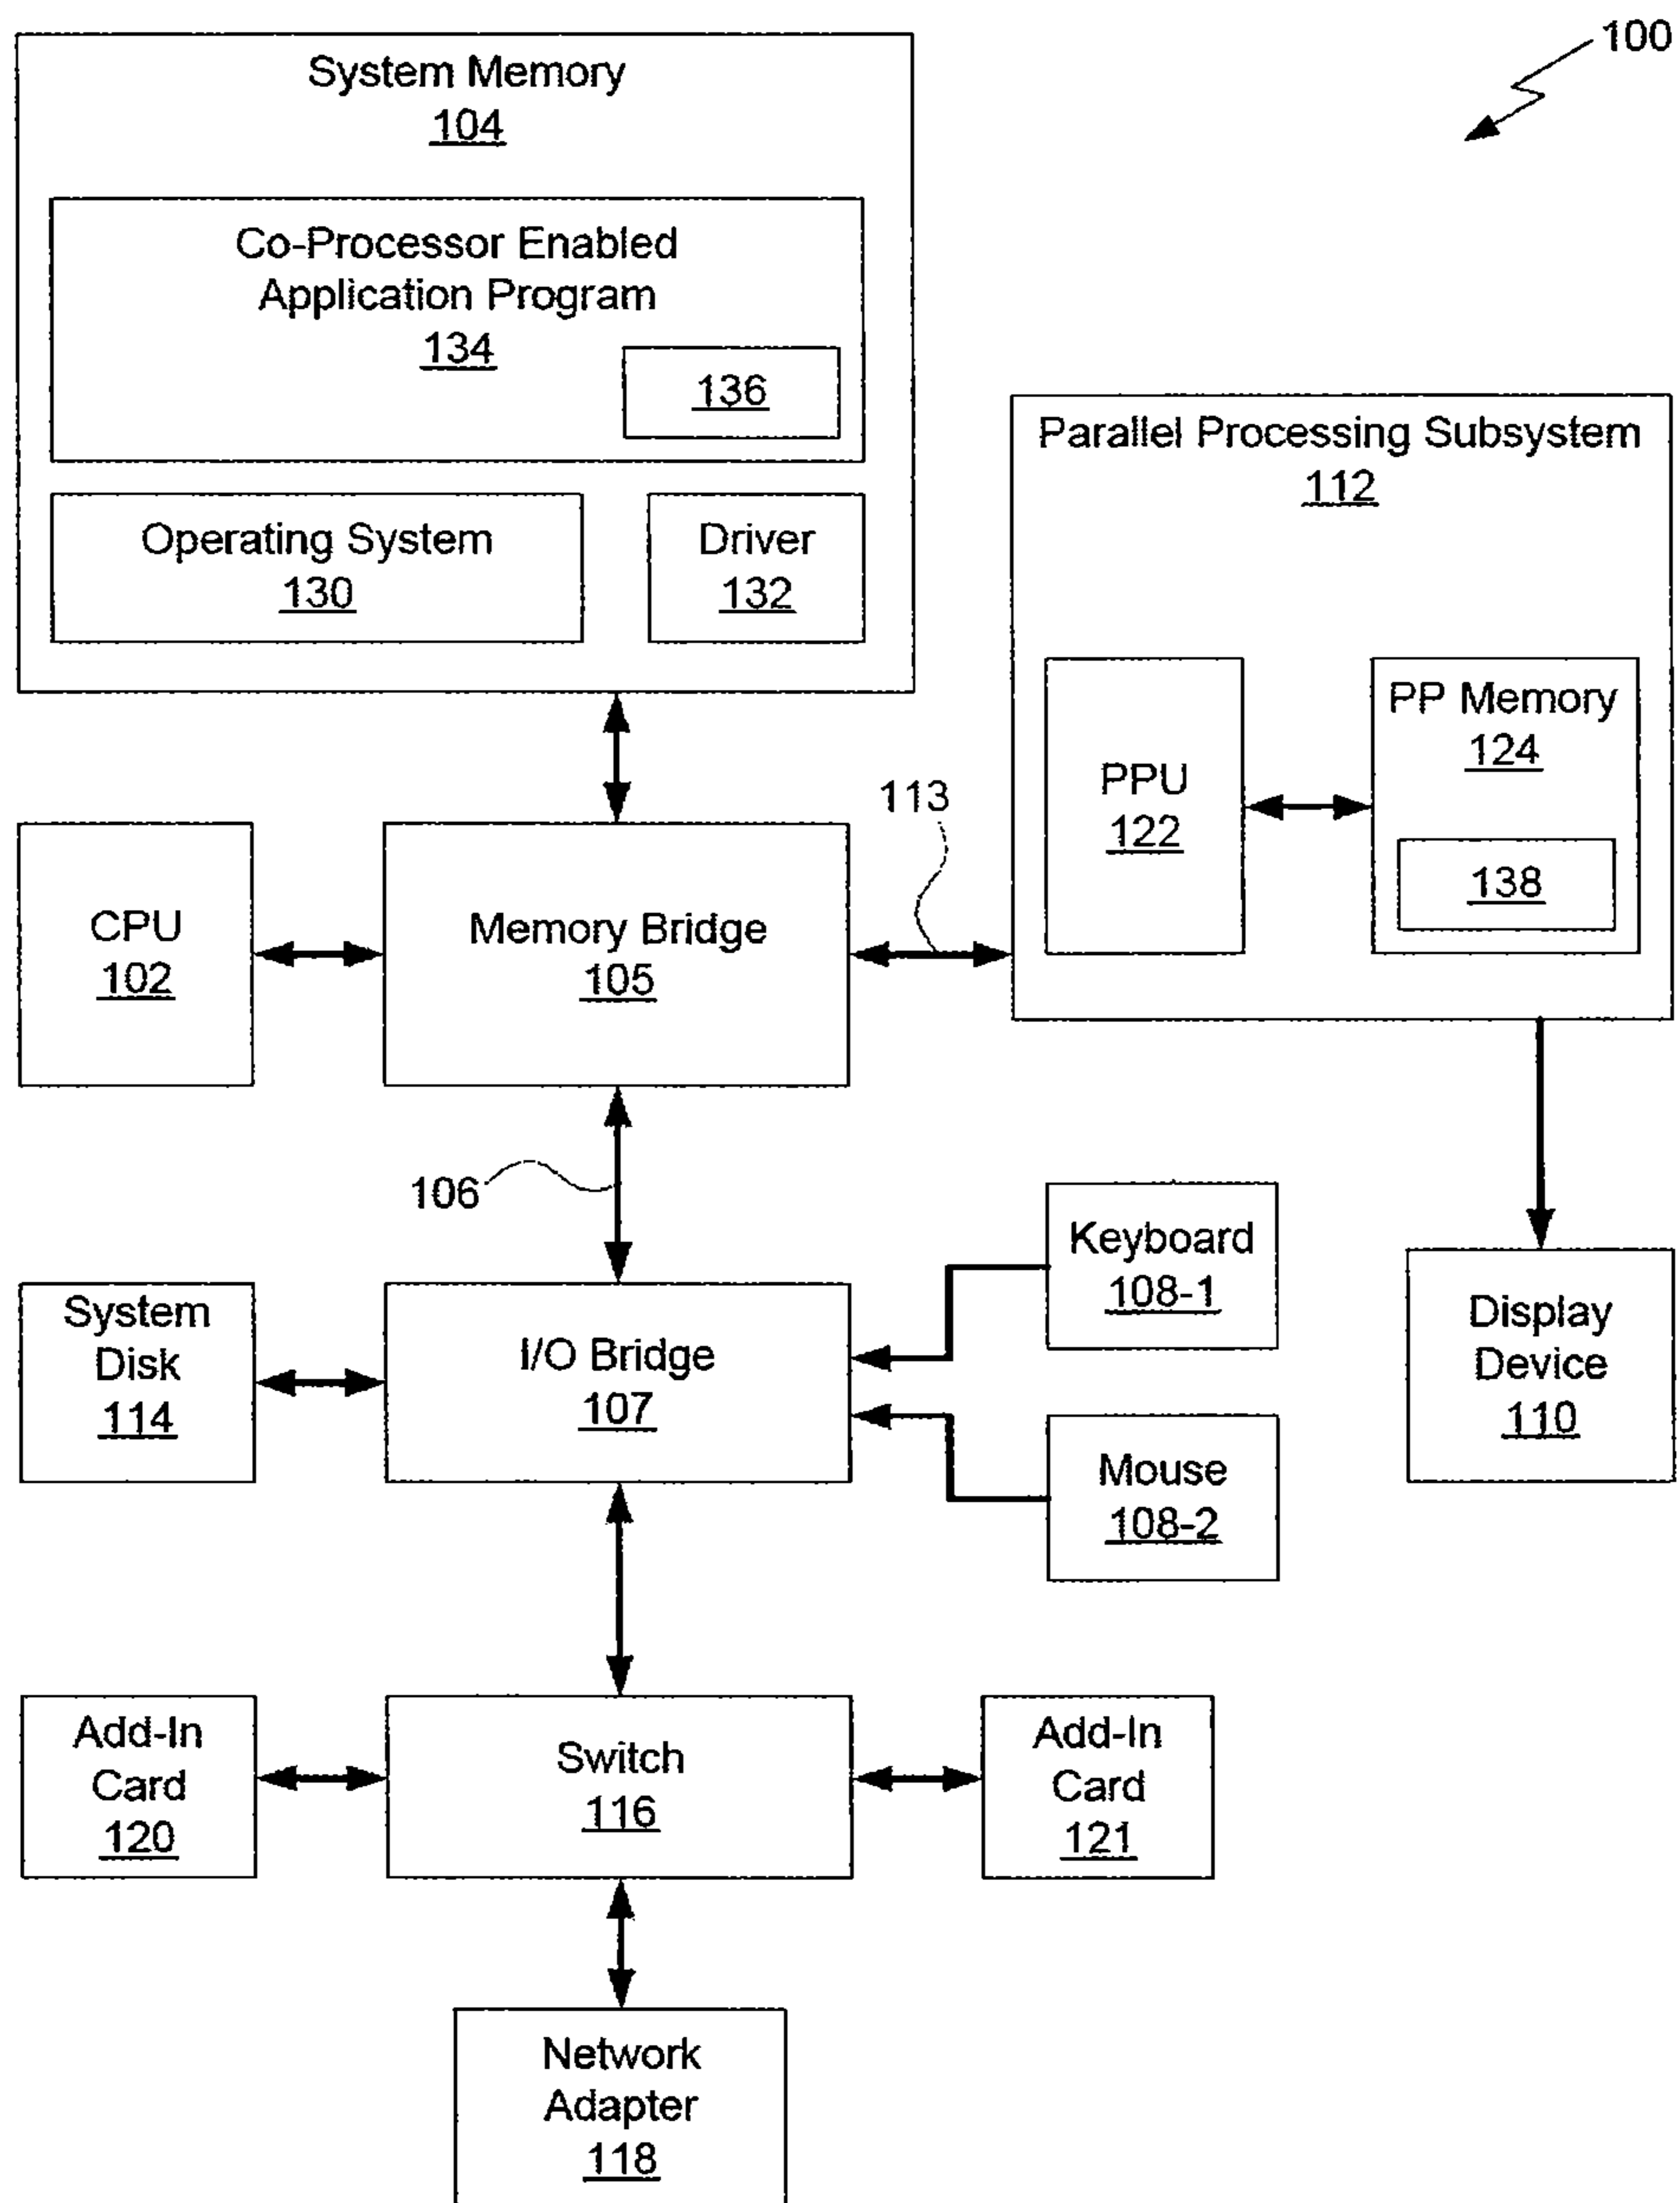 100
System Memory
104
Co-Processor Enabled
Application Program
134
136
Operating System
130
Driver
132
Parallel Processing Subsystem
112
PPU
122
PP Memory
124
138
113
CPU
102
Memory Bridge
105
106
Keyboard
108-1
System
Disk
114
I/O Bridge
107
Mouse
108-2
Display
Device
110
Add-In
Card
120
Switch
116
Add-In
Card
121
Network
Adapter
118